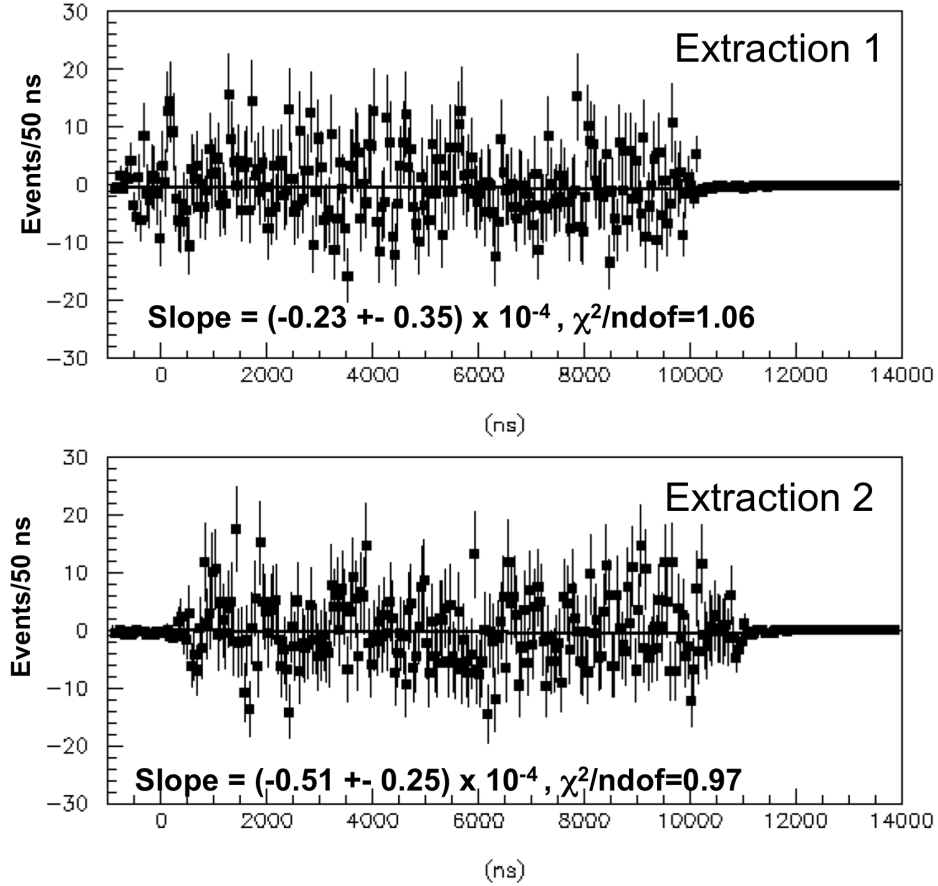 30
Extraction 1
20
10
0
−10
−20
Slope = (-0.23 +- 0.35) x 10⁻⁴ , χ²/ndof=1.06
−30
0 2000 4000 6000 8000 10000 12000 14000
(ns)
Events/50 ns
30
Extraction 2
20
10
0
−10
−20
Slope = (-0.51 +- 0.25) x 10⁻⁴ , χ²/ndof=0.97
−30
0 2000 4000 6000 8000 10000 12000 14000
(ns)
Events/50 ns